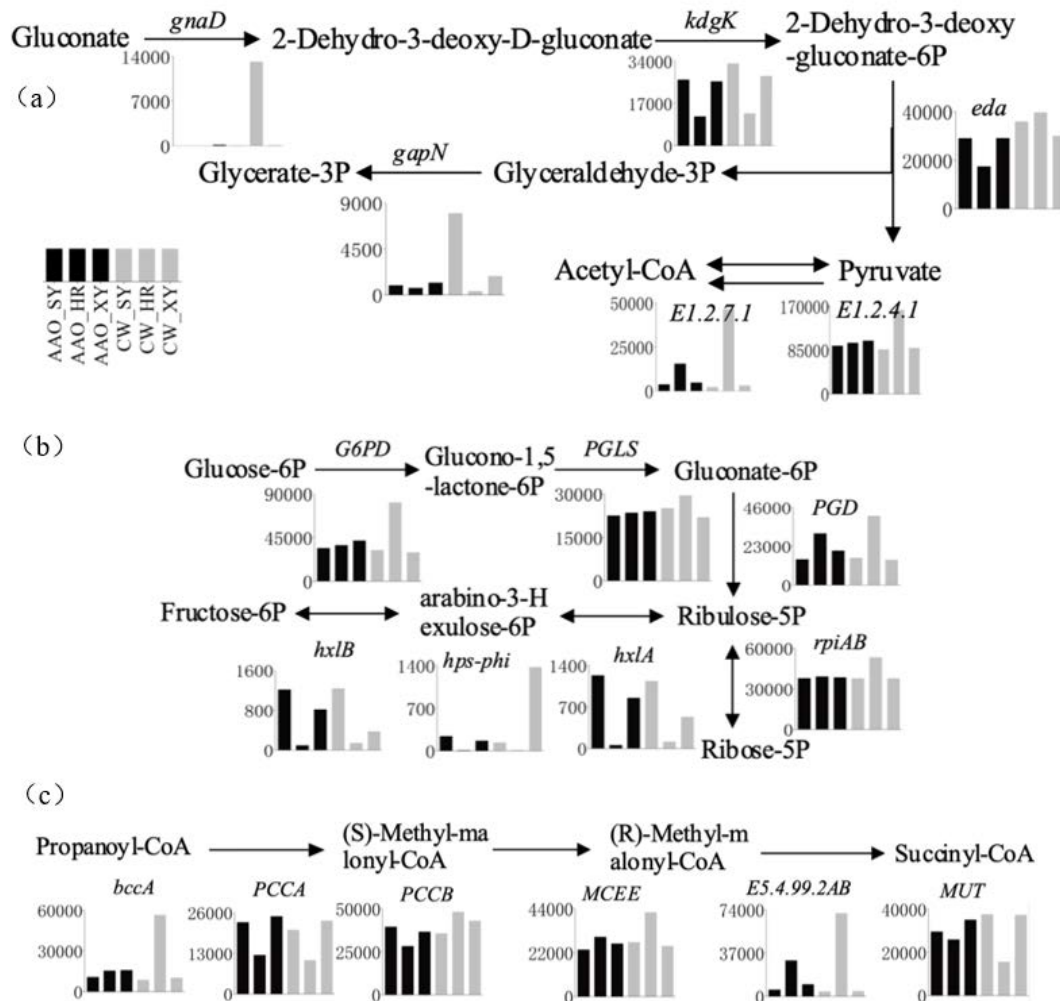 gnaD
kdgK
Gluconate
2-Dehydro-3-deoxy-D-gluconate
2-Dehydro-3-deoxy
-gluconate-6P
14000
7000
0
34000
17000
0
(a)
eda
40000
20000
0
gapN
Glycerate-3P
Glyceraldehyde-3P
9000
4500
0
Acetyl-CoA
Pyruvate
E1.2.7.1
50000
25000
0
E1.2.4.1
170000
85000
0
AAO_SY
AAO_HR
AAO_XY
CW_SY
CW_HR
CW_XY
(b)
G6PD
PGLS
Glucose-6P
Glucono-1,5
-lactone-6P
Gluconate-6P
90000
45000
0
30000
15000
0
PGD
46000
23000
0
Fructose-6P
arabino-3-H
exulose-6P
Ribulose-5P
hxlB
1600
800
0
hps-phi
1400
700
0
hxlA
1400
700
0
rpiAB
60000
30000
0
Ribose-5P
(c)
Propanoyl-CoA
(S)-Methyl-ma
lonyl-CoA
(R)-Methyl-m
alonyl-CoA
Succinyl-CoA
bccA
60000
30000
0
PCCA
26000
13000
0
PCCB
50000
25000
0
MCEE
44000
22000
0
E5.4.99.2AB
74000
37000
0
MUT
40000
20000
0